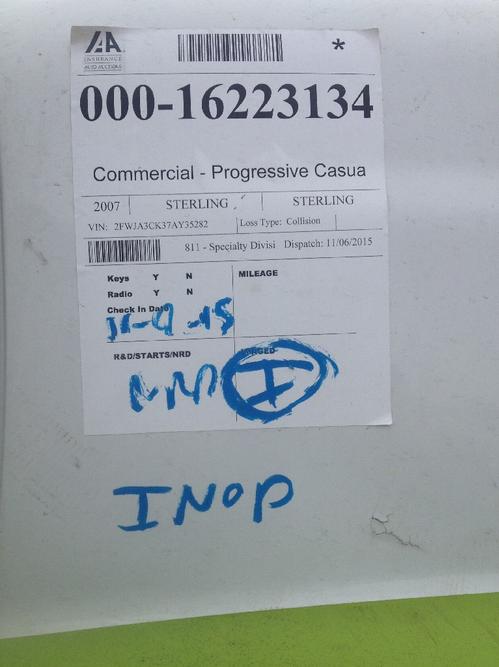 IAA
INSURANCE
AUTO AUCTIONS
*
000-16223134
Commercial - Progressive Casua
2007 STERLING STERLING
VIN: 2FWJA3CK37AY35282 Loss Type: Collision
811 - Specialty Divisi Dispatch: 11/06/2015
Keys Y N MILEAGE
Radio Y N
Check In Date
11-9-15
R&D/STARTS/NRD
NRD I
INOP